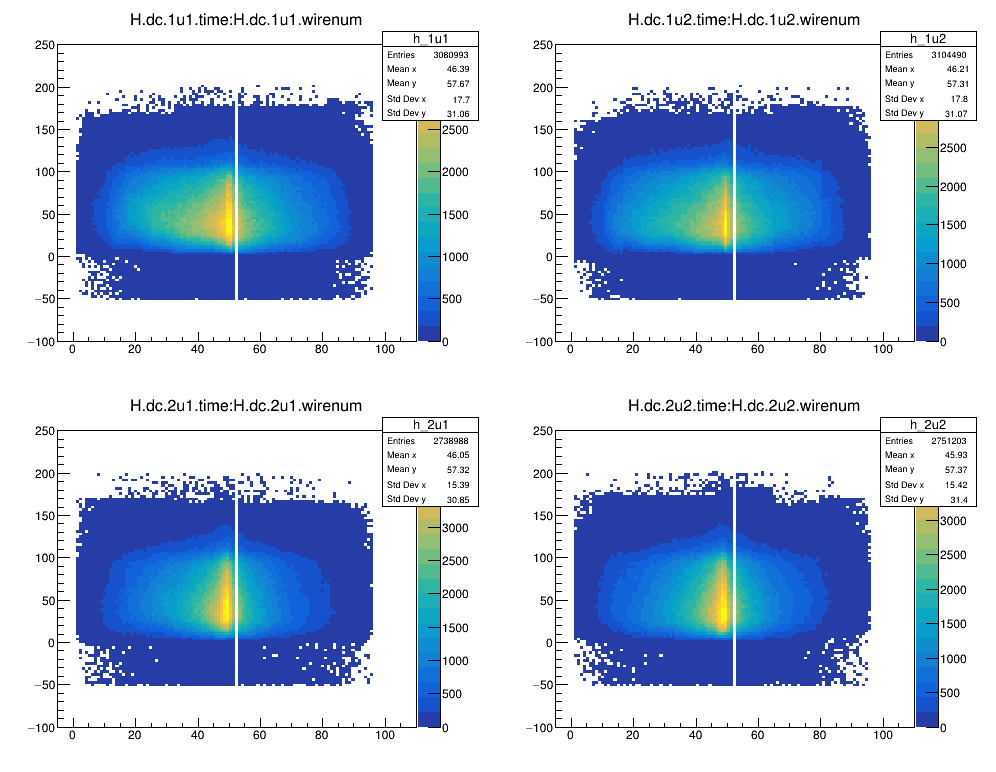 H.dc.1u1.time:H.dc.1u1.wirenum
h_1u1
Entries 3080993
Mean x 46.39
Mean y 57.67
Std Dev x 17.7
Std Dev y 31.06
250
200
150
100
50
0
−50
−100
0 20 40 60 80 100
2500
2000
1500
1000
500
0
H.dc.1u2.time:H.dc.1u2.wirenum
h_1u2
Entries 3104490
Mean x 46.21
Mean y 57.31
Std Dev x 17.8
Std Dev y 31.07
250
200
150
100
50
0
−50
−100
0 20 40 60 80 100
2500
2000
1500
1000
500
0
H.dc.2u1.time:H.dc.2u1.wirenum
h_2u1
Entries 2738988
Mean x 46.05
Mean y 57.32
Std Dev x 15.39
Std Dev y 30.85
250
200
150
100
50
0
−50
−100
0 20 40 60 80 100
3000
2500
2000
1500
1000
500
0
H.dc.2u2.time:H.dc.2u2.wirenum
h_2u2
Entries 2751203
Mean x 45.93
Mean y 57.37
Std Dev x 15.42
Std Dev y 31.4
250
200
150
100
50
0
−50
−100
0 20 40 60 80 100
3000
2500
2000
1500
1000
500
0